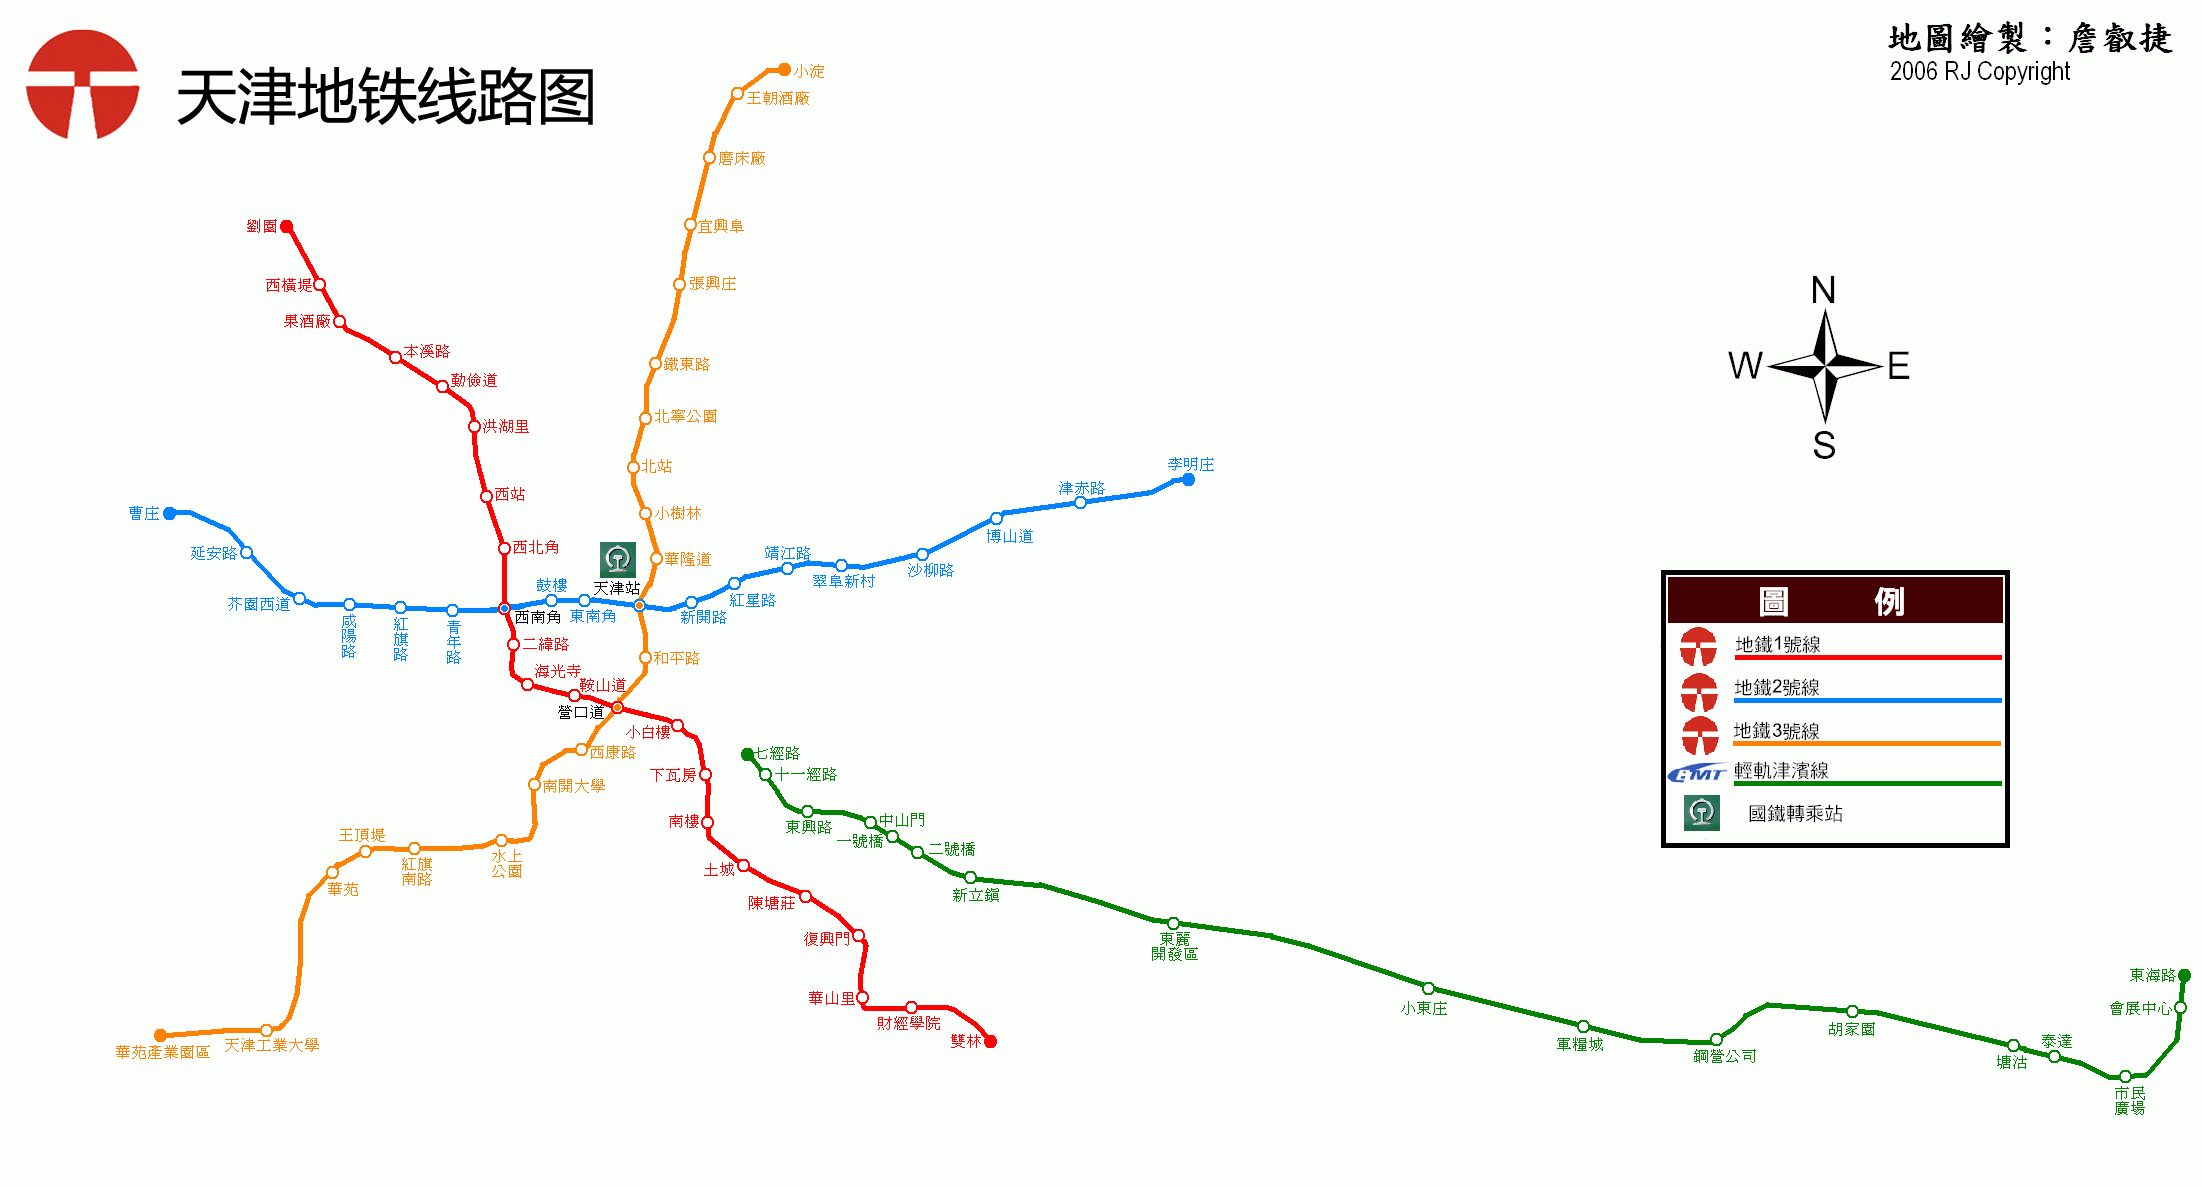 天津地铁线路图
地圖繪製：詹叡捷
2006 RJ Copyright
小淀
王朝酒廠
磨床廠
宜興阜
張興庄
鐵東路
北寧公園
北站
小樹林
華隆道
天津站
和平路
營口道
西康路
南開大學
水上
公園
紅旗
南路
王頂堤
華苑
天津工業大學
華苑產業園區
劉園
西橫堤
果酒廠
本溪路
勤儉道
洪湖里
西站
西北角
西南角
二緯路
海光寺
鞍山道
小白樓
下瓦房
南樓
土城
陳塘莊
復興門
華山里
財經學院
雙林
曹庄
延安路
芥園西道
咸陽路
紅旗路
青年路
鼓樓
東南角
新開路
紅星路
靖江路
翠阜新村
沙柳路
博山道
津赤路
李明庄
七經路
十一經路
東興路
中山門
一號橋
二號橋
新立鎮
東麗
開發區
小東庄
軍糧城
鋼營公司
胡家園
塘沽
泰達
市民
廣場
會展中心
東海路
N
W
E
S
圖 例
地鐵1號線
地鐵2號線
地鐵3號線
BMT
輕軌津濱線
國鐵轉乘站